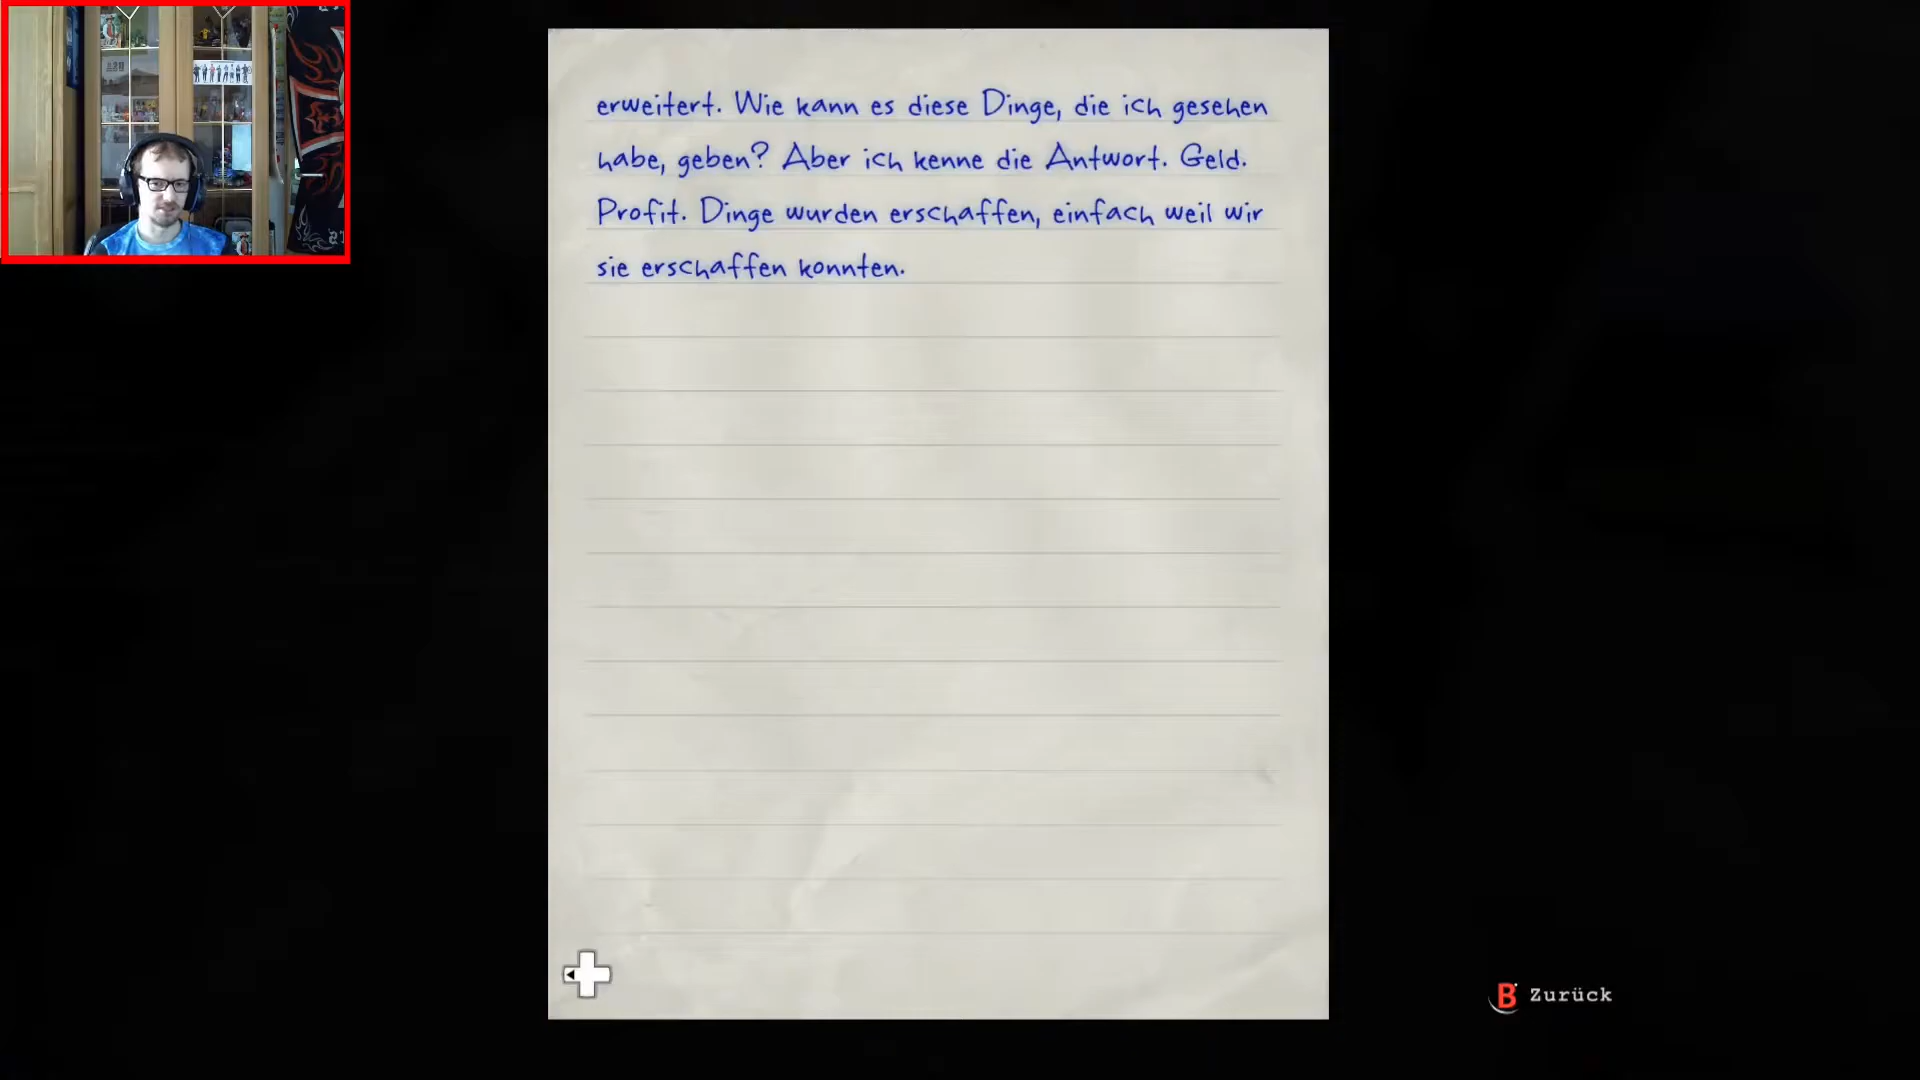 erweitert. Wie kann es diese Dinge, die ich gesehen
habe, geben? Aber ich kenne die Antwort. Geld.
Profit. Dinge wurden erschaffen, einfach weil wir
sie erschaffen konnten.
B Zurück